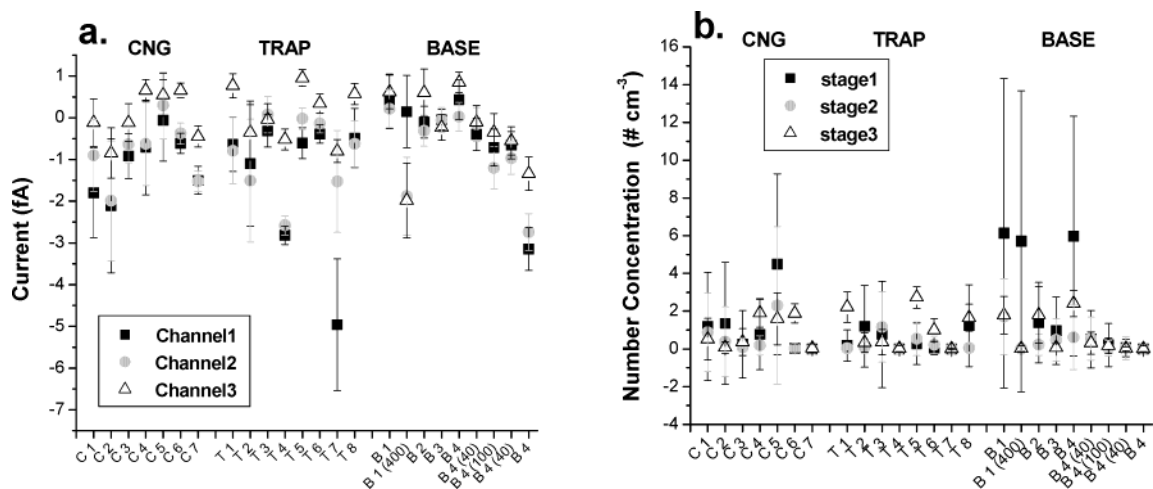 a.
CNG TRAP BASE
1
0
-1
-2
-3
-4
-5
-6
-7
Current (fA)
Channel1
Channel2
Channel3
C 1
C 2
C 3
C 4
C 5
C 6
C 7
T 1
T 2
T 3
T 4
T 5
T 6
T 7
T 8
B 1
B 1 (400)
B 2
B 3
B 4
B 4 (40)
B 4 (100)
B 4 (40)
B 4
b.
CNG TRAP BASE
16
14
12
10
8
6
4
2
0
-2
-4
Number Concentration (# cm-3)
stage1
stage2
stage3
C 1
C 2
C 3
C 4
C 5
C 6
C 7
T 1
T 2
T 3
T 4
T 5
T 6
T 7
T 8
B 1
B 1 (400)
B 2
B 3
B 4
B 4 (40)
B 4 (100)
B 4 (40)
B 4